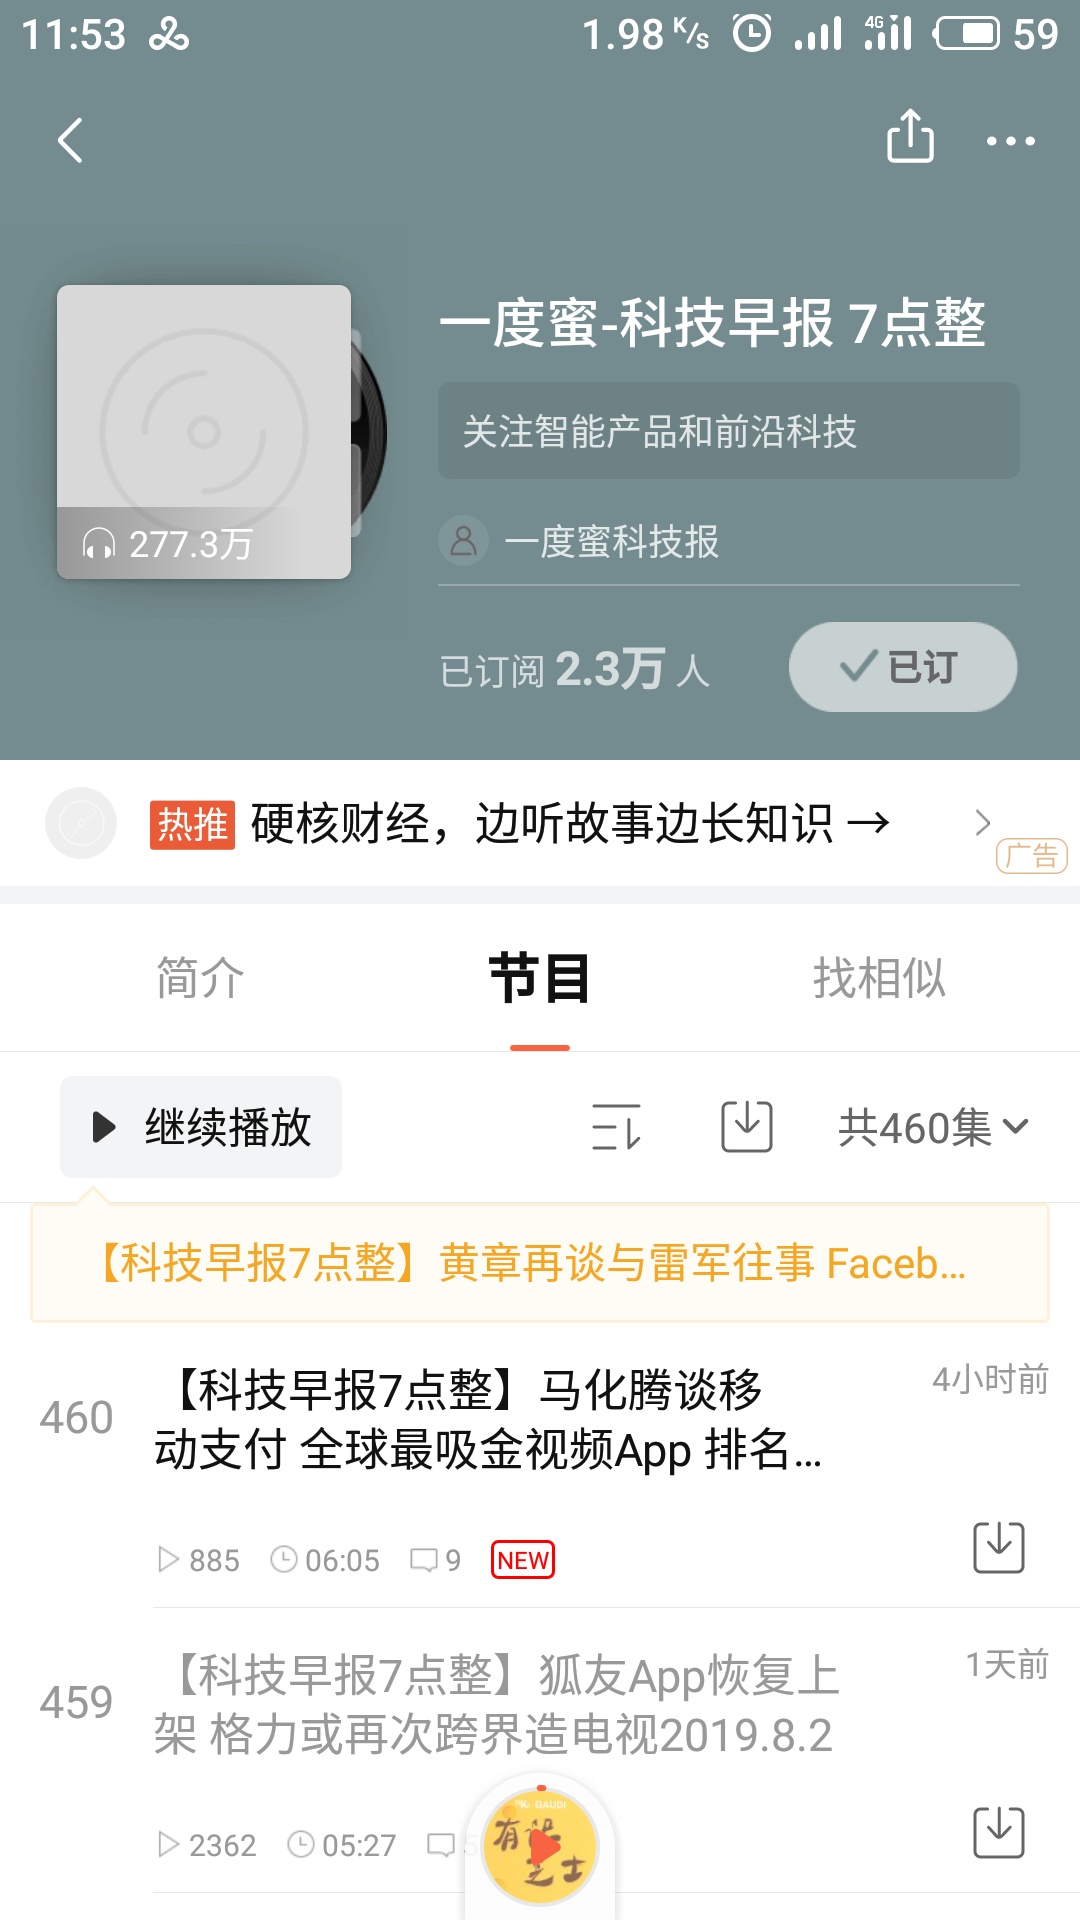 11:53 1.98 K/s 4G 59
一度蜜-科技早报 7点整
关注智能产品和前沿科技
277.3万
一度蜜科技报
已订阅 2.3万 人 已订
热推 硬核财经，边听故事边长知识 →
广告
简介 节目 找相似
继续播放 共460集
【科技早报7点整】黄章再谈与雷军往事 Faceb...
460 【科技早报7点整】马化腾谈移 4小时前
动支付 全球最吸金视频App 排名...
885 06:05 9 NEW
459 【科技早报7点整】狐友App恢复上 1天前
架 格力或再次跨界造电视2019.8.2
GAUDI
2362 05:27